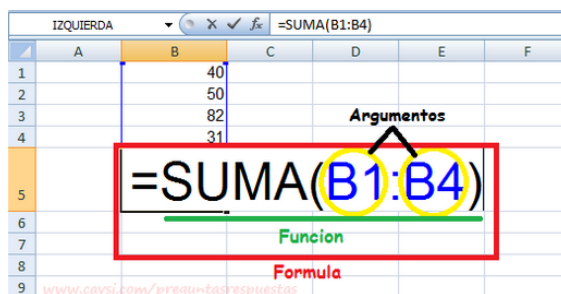 IZQUIERDA fx =SUMA(B1:B4)
A B C D E F
1 40
2 50
3 82 Argumentos
4 31
5 =SUMA(B1:B4)
6
7 Funcion
8 Formula
9 www.cavsi.com/preguntasrespuestas